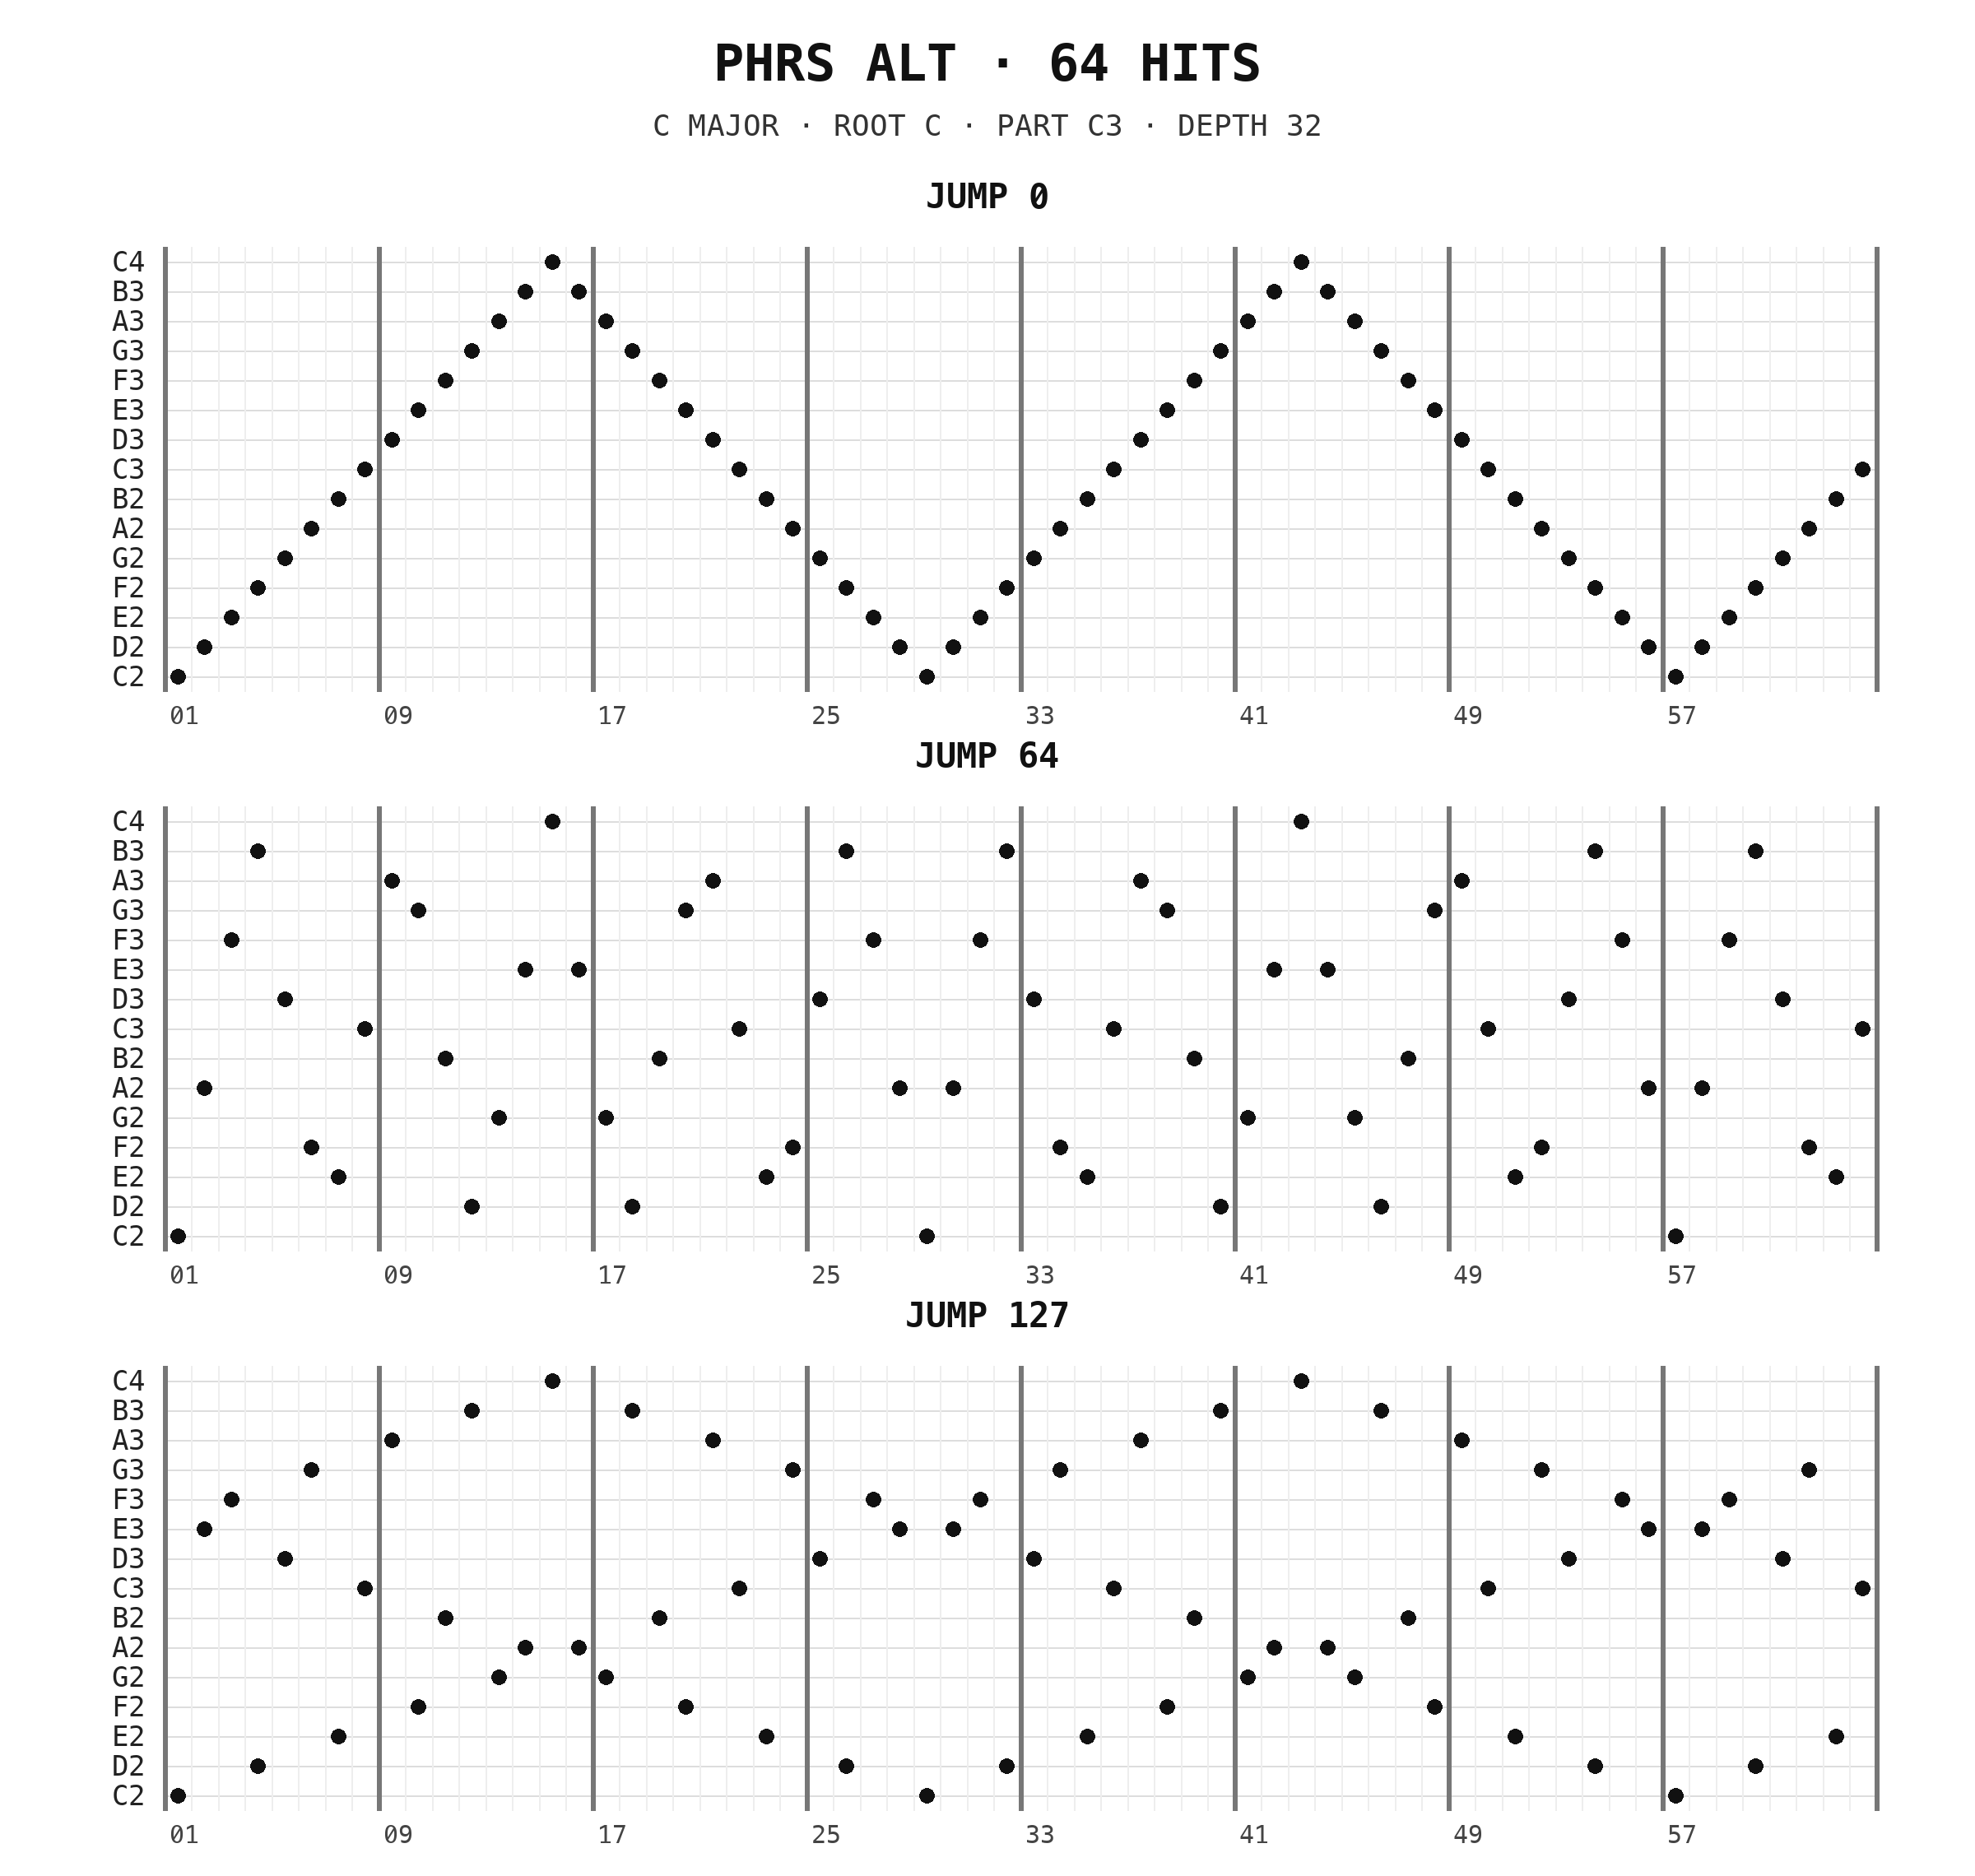 PHRS ALT · 64 HITS
C MAJOR · ROOT C · PART C3 · DEPTH 32
JUMP 0
C4
B3
A3
G3
F3
E3
D3
C3
B2
A2
G2
F2
E2
D2
C2
01 09 17 25 33 41 49 57
JUMP 64
C4
B3
A3
G3
F3
E3
D3
C3
B2
A2
G2
F2
E2
D2
C2
01 09 17 25 33 41 49 57
JUMP 127
C4
B3
A3
G3
F3
E3
D3
C3
B2
A2
G2
F2
E2
D2
C2
01 09 17 25 33 41 49 57